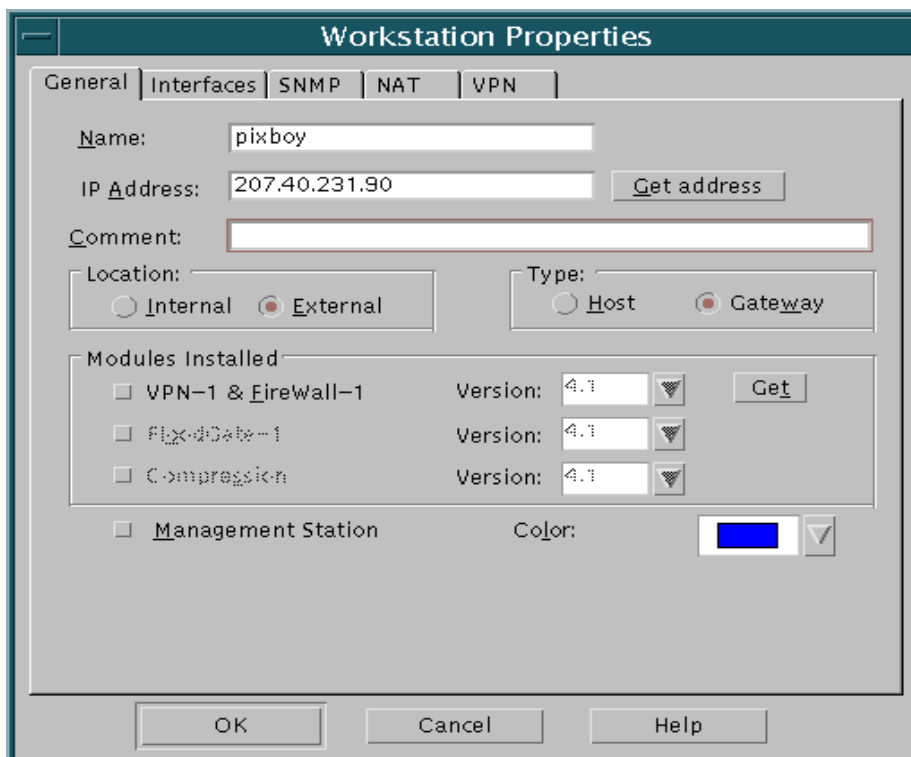 Workstation Properties
General Interfaces SNMP NAT VPN
Name: pixboy
IP Address: 207.40.231.90 Get address
Comment:
Location: Type:
Internal External Host Gateway
Modules Installed
VPN-1 & FireWall-1 Version: 4.1 Get
FloodGate-1 Version: 4.1
Compression Version: 4.1
Management Station Color:
OK Cancel Help